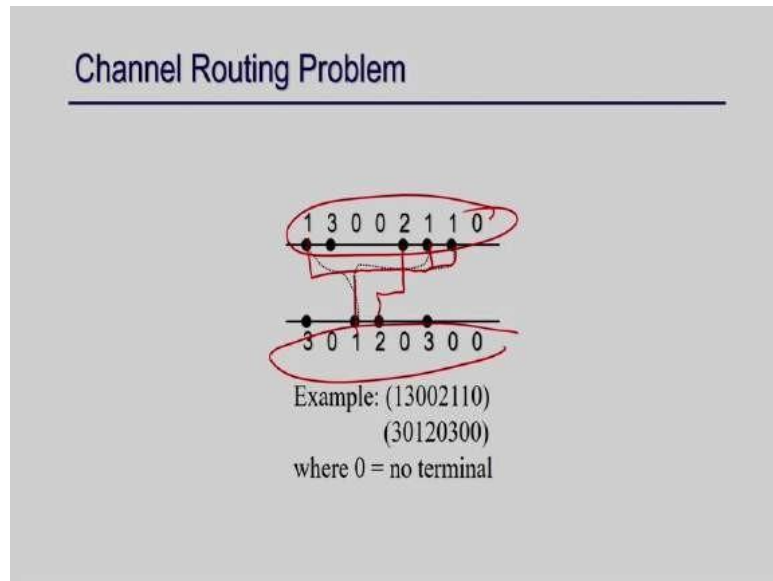 Channel Routing Problem
1 3 0 0 2 1 1 0
3 0 1 2 0 3 0 0
Example: (13002110)
(30120300)
where 0 = no terminal